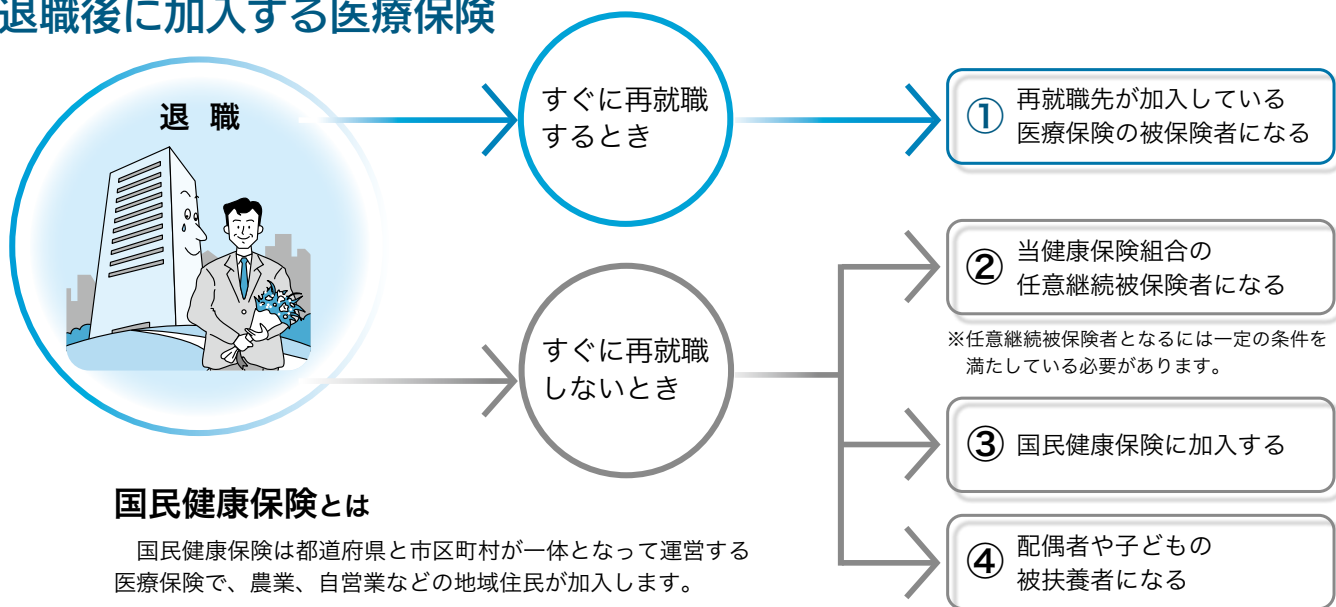 退職後に加入する医療保険
退 職
すぐに再就職
するとき
① 再就職先が加入している
医療保険の被保険者になる
すぐに再就職
しないとき
② 当健康保険組合の
任意継続被保険者になる
※任意継続被保険者となるには一定の条件を
満たしている必要があります。
③ 国民健康保険に加入する
④ 配偶者や子どもの
被扶養者になる
国民健康保険とは
国民健康保険は都道府県と市区町村が一体となって運営する
医療保険で、農業、自営業などの地域住民が加入します。